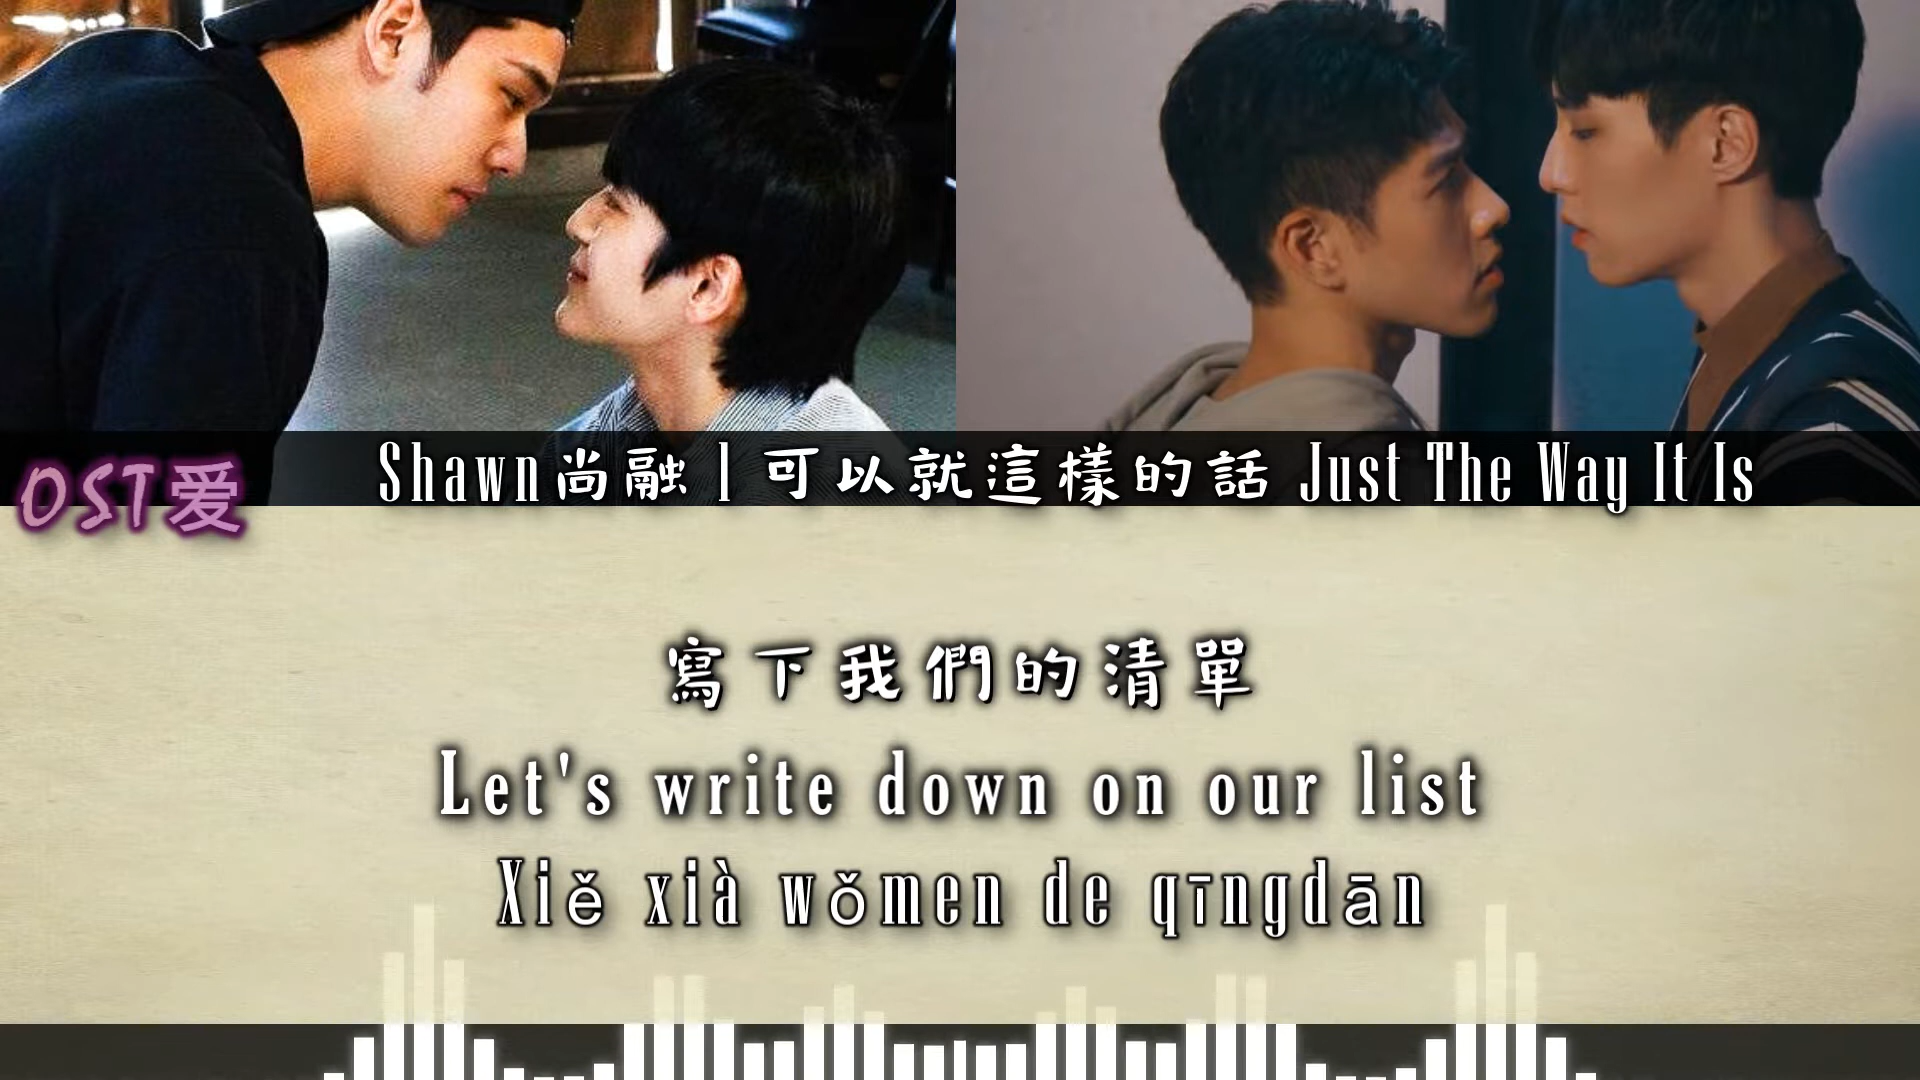 OST爱
Shawn尚融 | 可以就這樣的話 Just The Way It Is
寫下我們的清單
Let's write down on our list
Xiě xià wǒmen de qīngdān